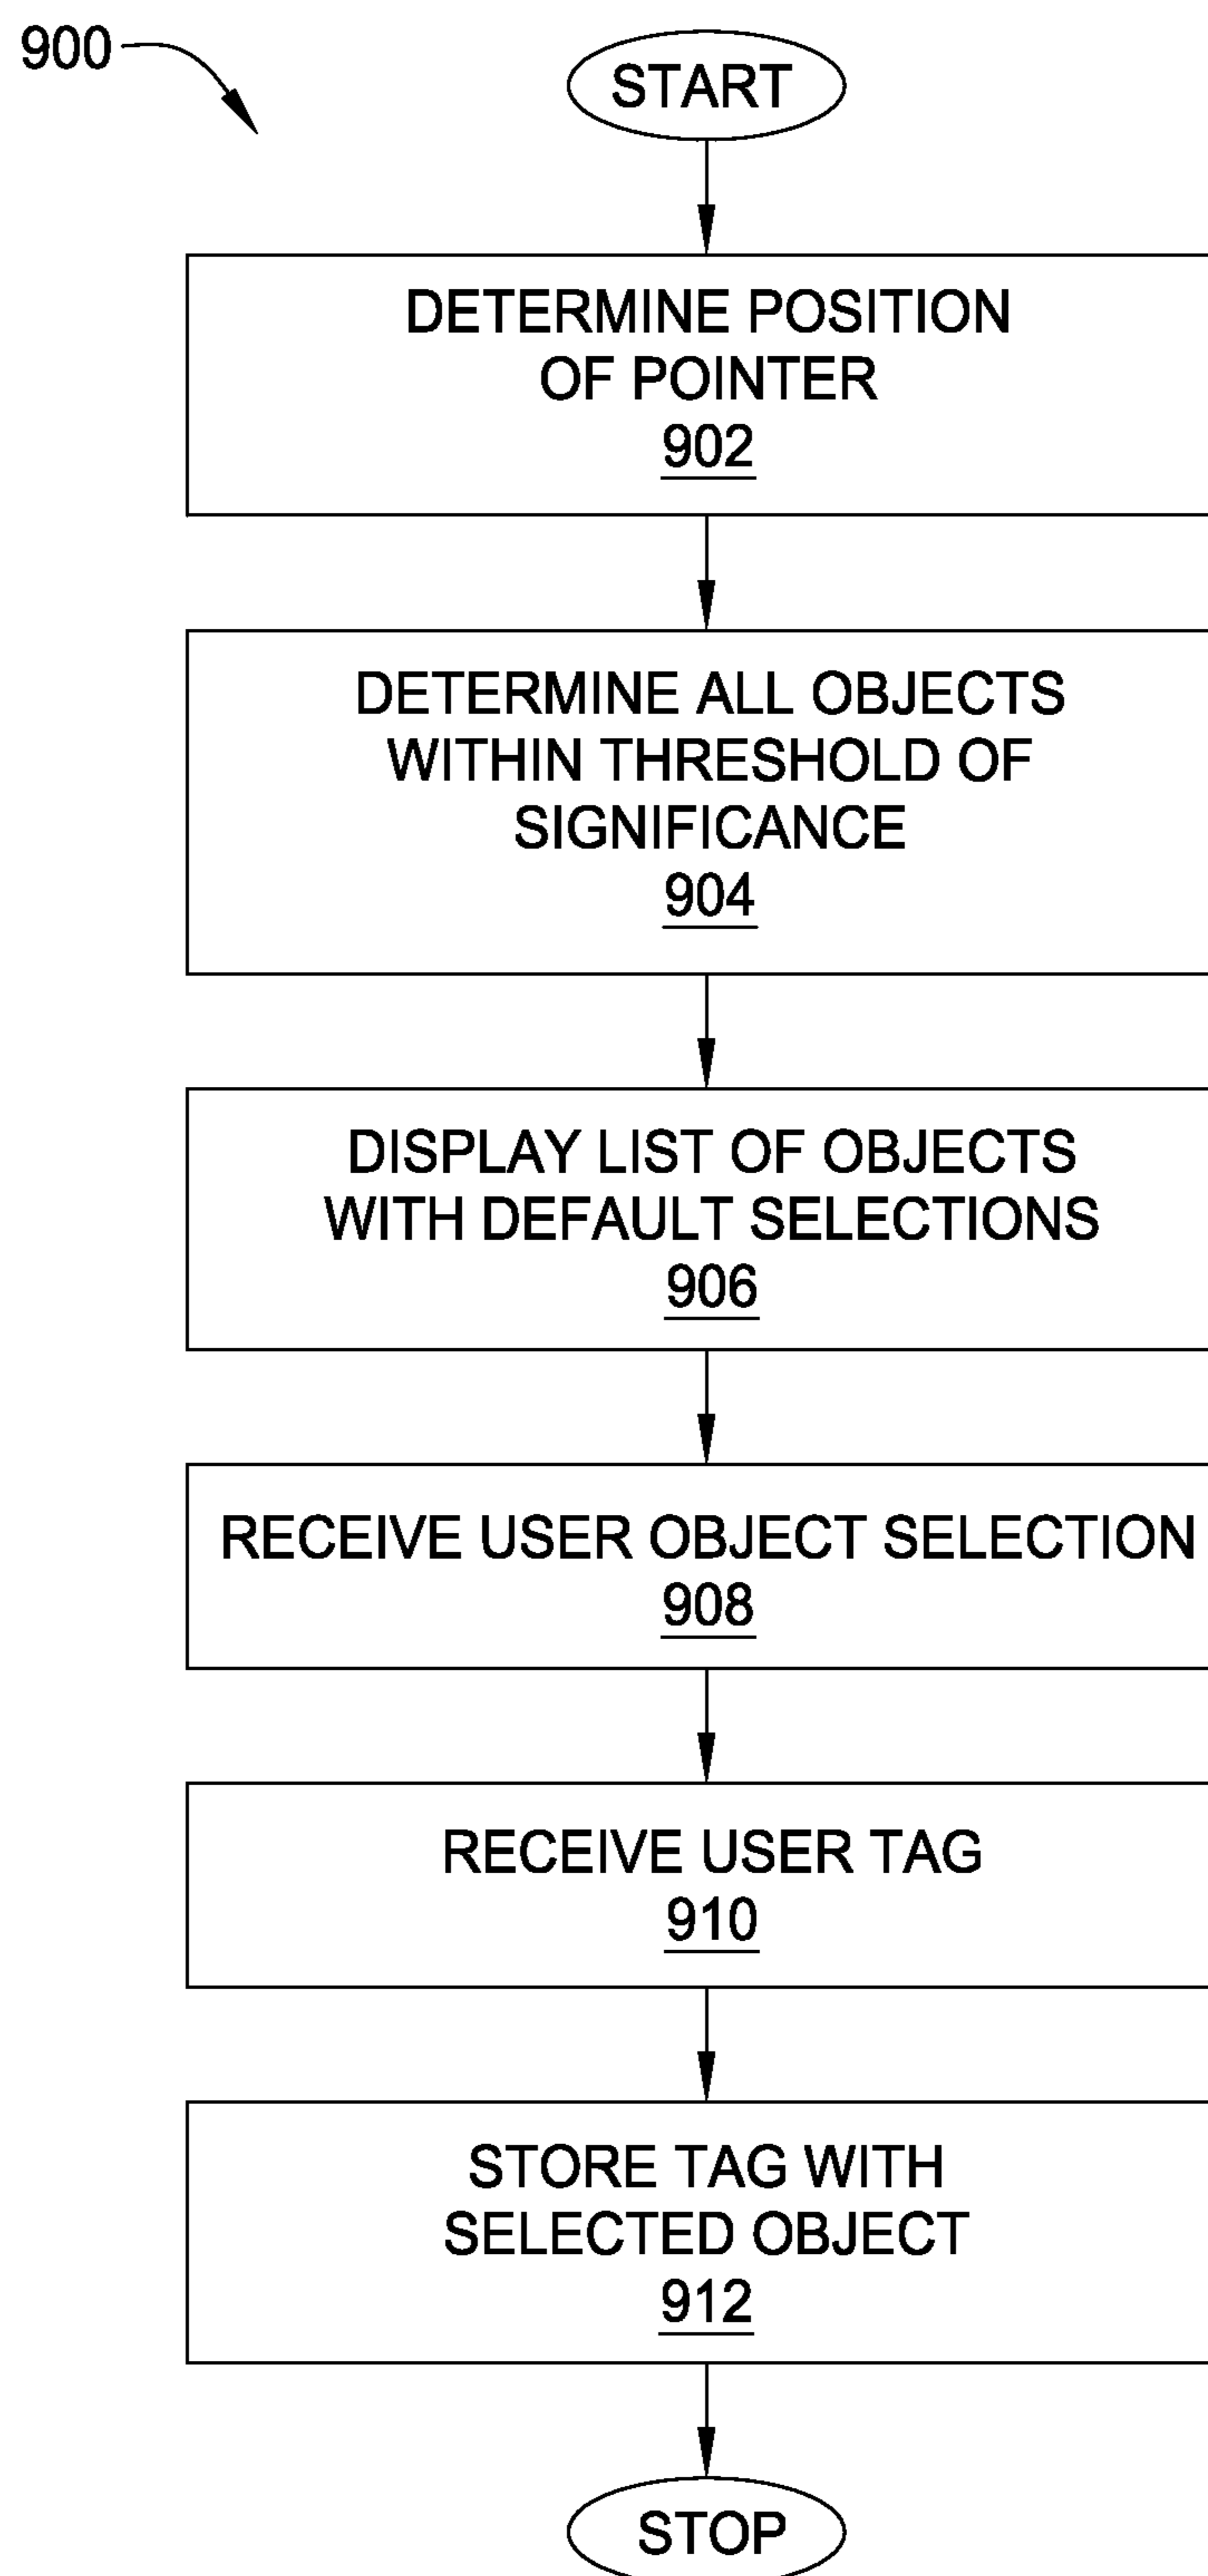 900
START
DETERMINE POSITION
OF POINTER
902
DETERMINE ALL OBJECTS
WITHIN THRESHOLD OF
SIGNIFICANCE
904
DISPLAY LIST OF OBJECTS
WITH DEFAULT SELECTIONS
906
RECEIVE USER OBJECT SELECTION
908
RECEIVE USER TAG
910
STORE TAG WITH
SELECTED OBJECT
912
STOP